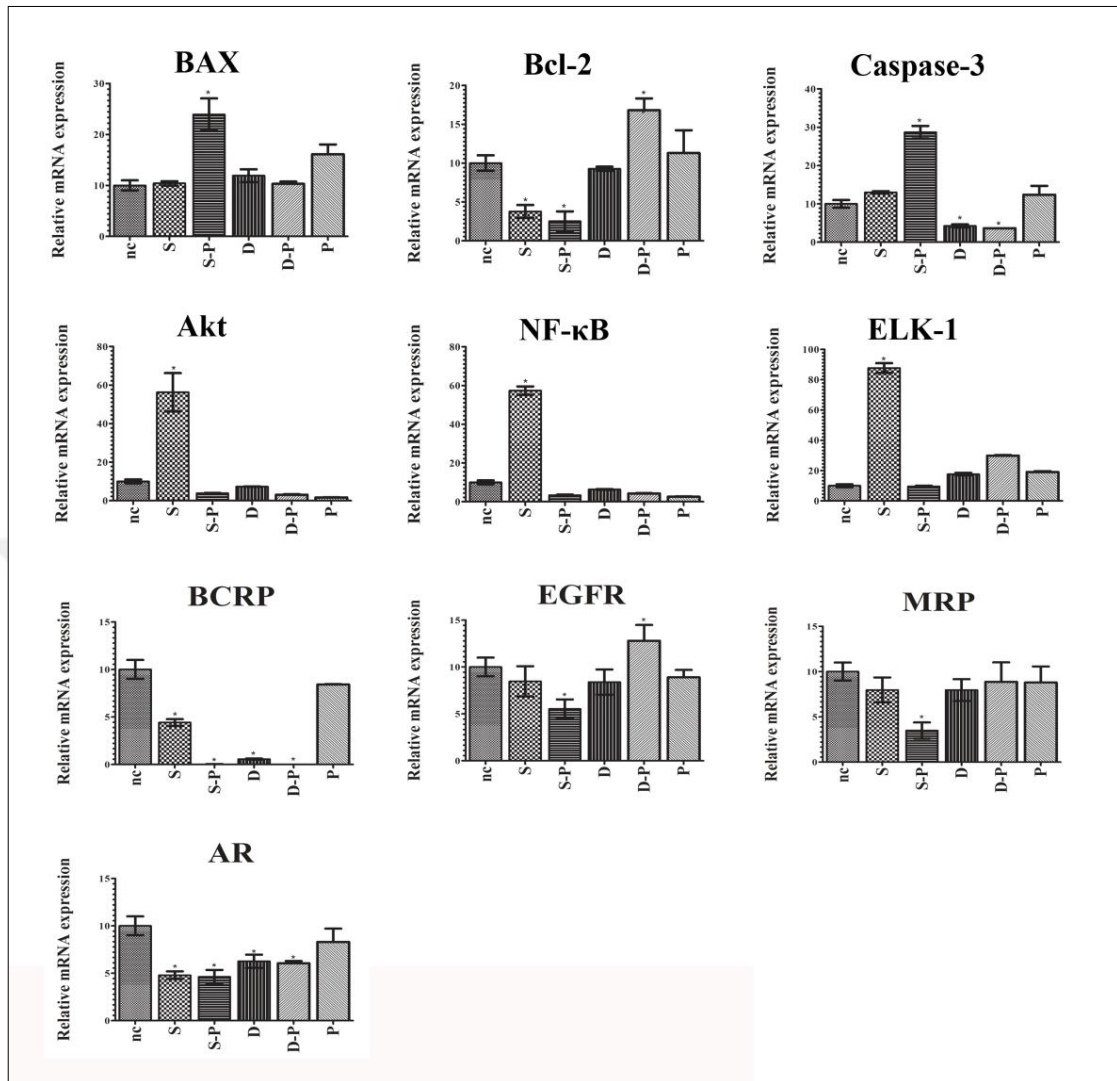 BAX
Relative mRNA expression
30
20
10
0
*
nc
S
S-P
D
D-P
P
Bcl-2
Relative mRNA expression
20
15
10
5
0
*
*
*
nc
S
S-P
D
D-P
P
Caspase-3
Relative mRNA expression
40
30
20
10
0
*
*
*
nc
S
S-P
D
D-P
P
Akt
Relative mRNA expression
80
60
40
20
0
*
nc
S
S-P
D
D-P
P
NF-κB
Relative mRNA expression
80
60
40
20
0
*
nc
S
S-P
D
D-P
P
ELK-1
Relative mRNA expression
100
80
60
40
20
0
*
nc
S
S-P
D
D-P
P
BCRP
Relative mRNA expression
15
10
5
0
*
*
*
*
nc
S
S-P
D
D-P
P
EGFR
Relative mRNA expression
15
10
5
0
*
*
nc
S
S-P
D
D-P
P
MRP
Relative mRNA expression
15
10
5
0
*
nc
S
S-P
D
D-P
P
AR
Relative mRNA expression
15
10
5
0
*
*
*
*
nc
S
S-P
D
D-P
P